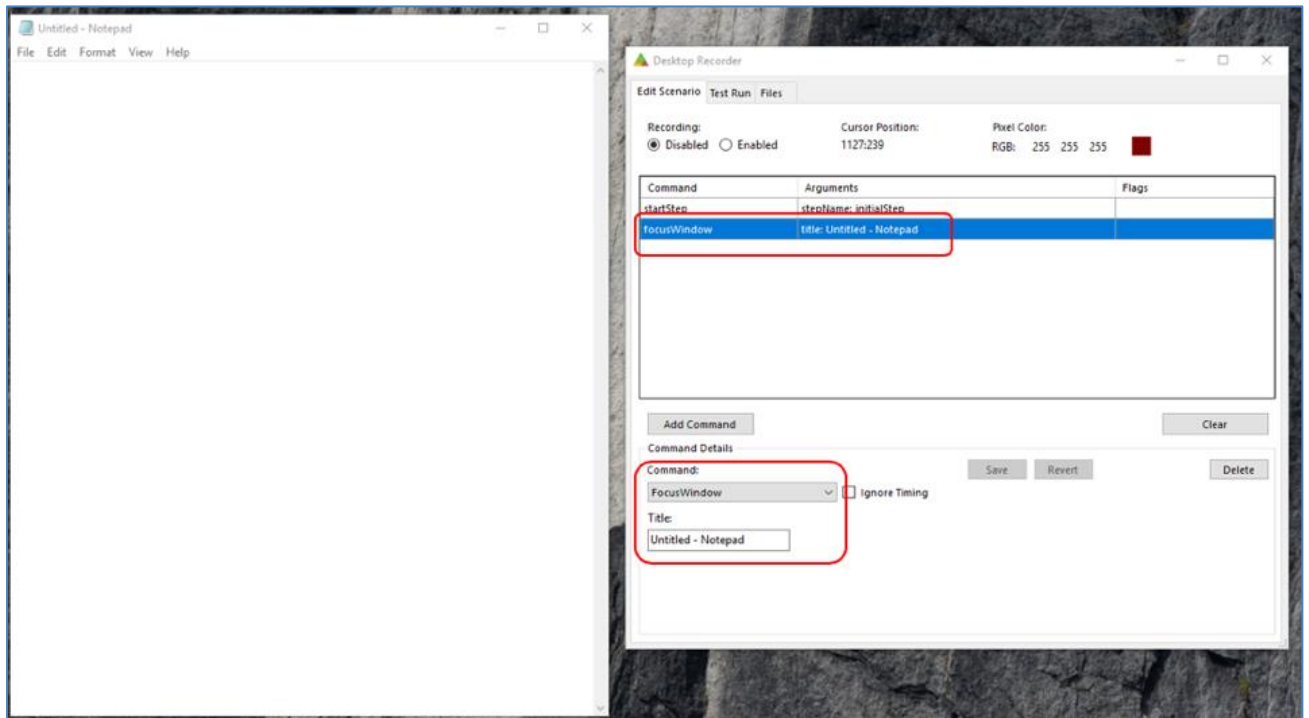 Untitled - Notepad
File Edit Format View Help
Desktop Recorder
Edit Scenario Test Run Files
Recording: Cursor Position: Pixel Color:
Disabled Enabled 1127:239 RGB: 255 255 255
Command Arguments Flags
startStep stepName: initialStep
focusWindow title: Untitled - Notepad
Add Command Clear
Command Details
Command: Save Revert Delete
FocusWindow Ignore Timing
Title:
Untitled - Notepad